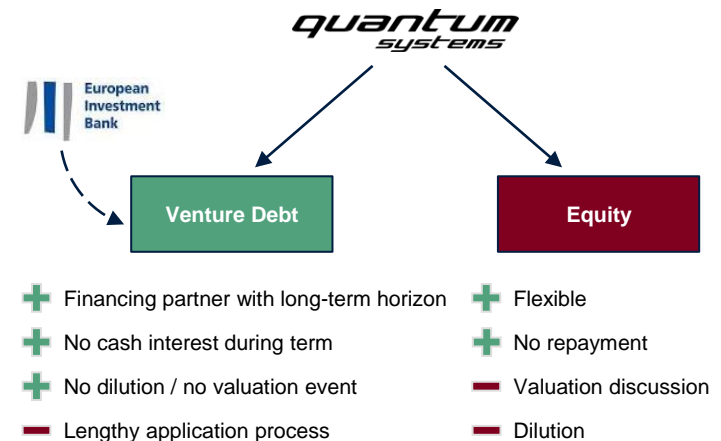 quantum
systems
European
Investment
Bank
Venture Debt
Equity
Financing partner with long-term horizon
No cash interest during term
No dilution / no valuation event
Lengthy application process
Flexible
No repayment
Valuation discussion
Dilution